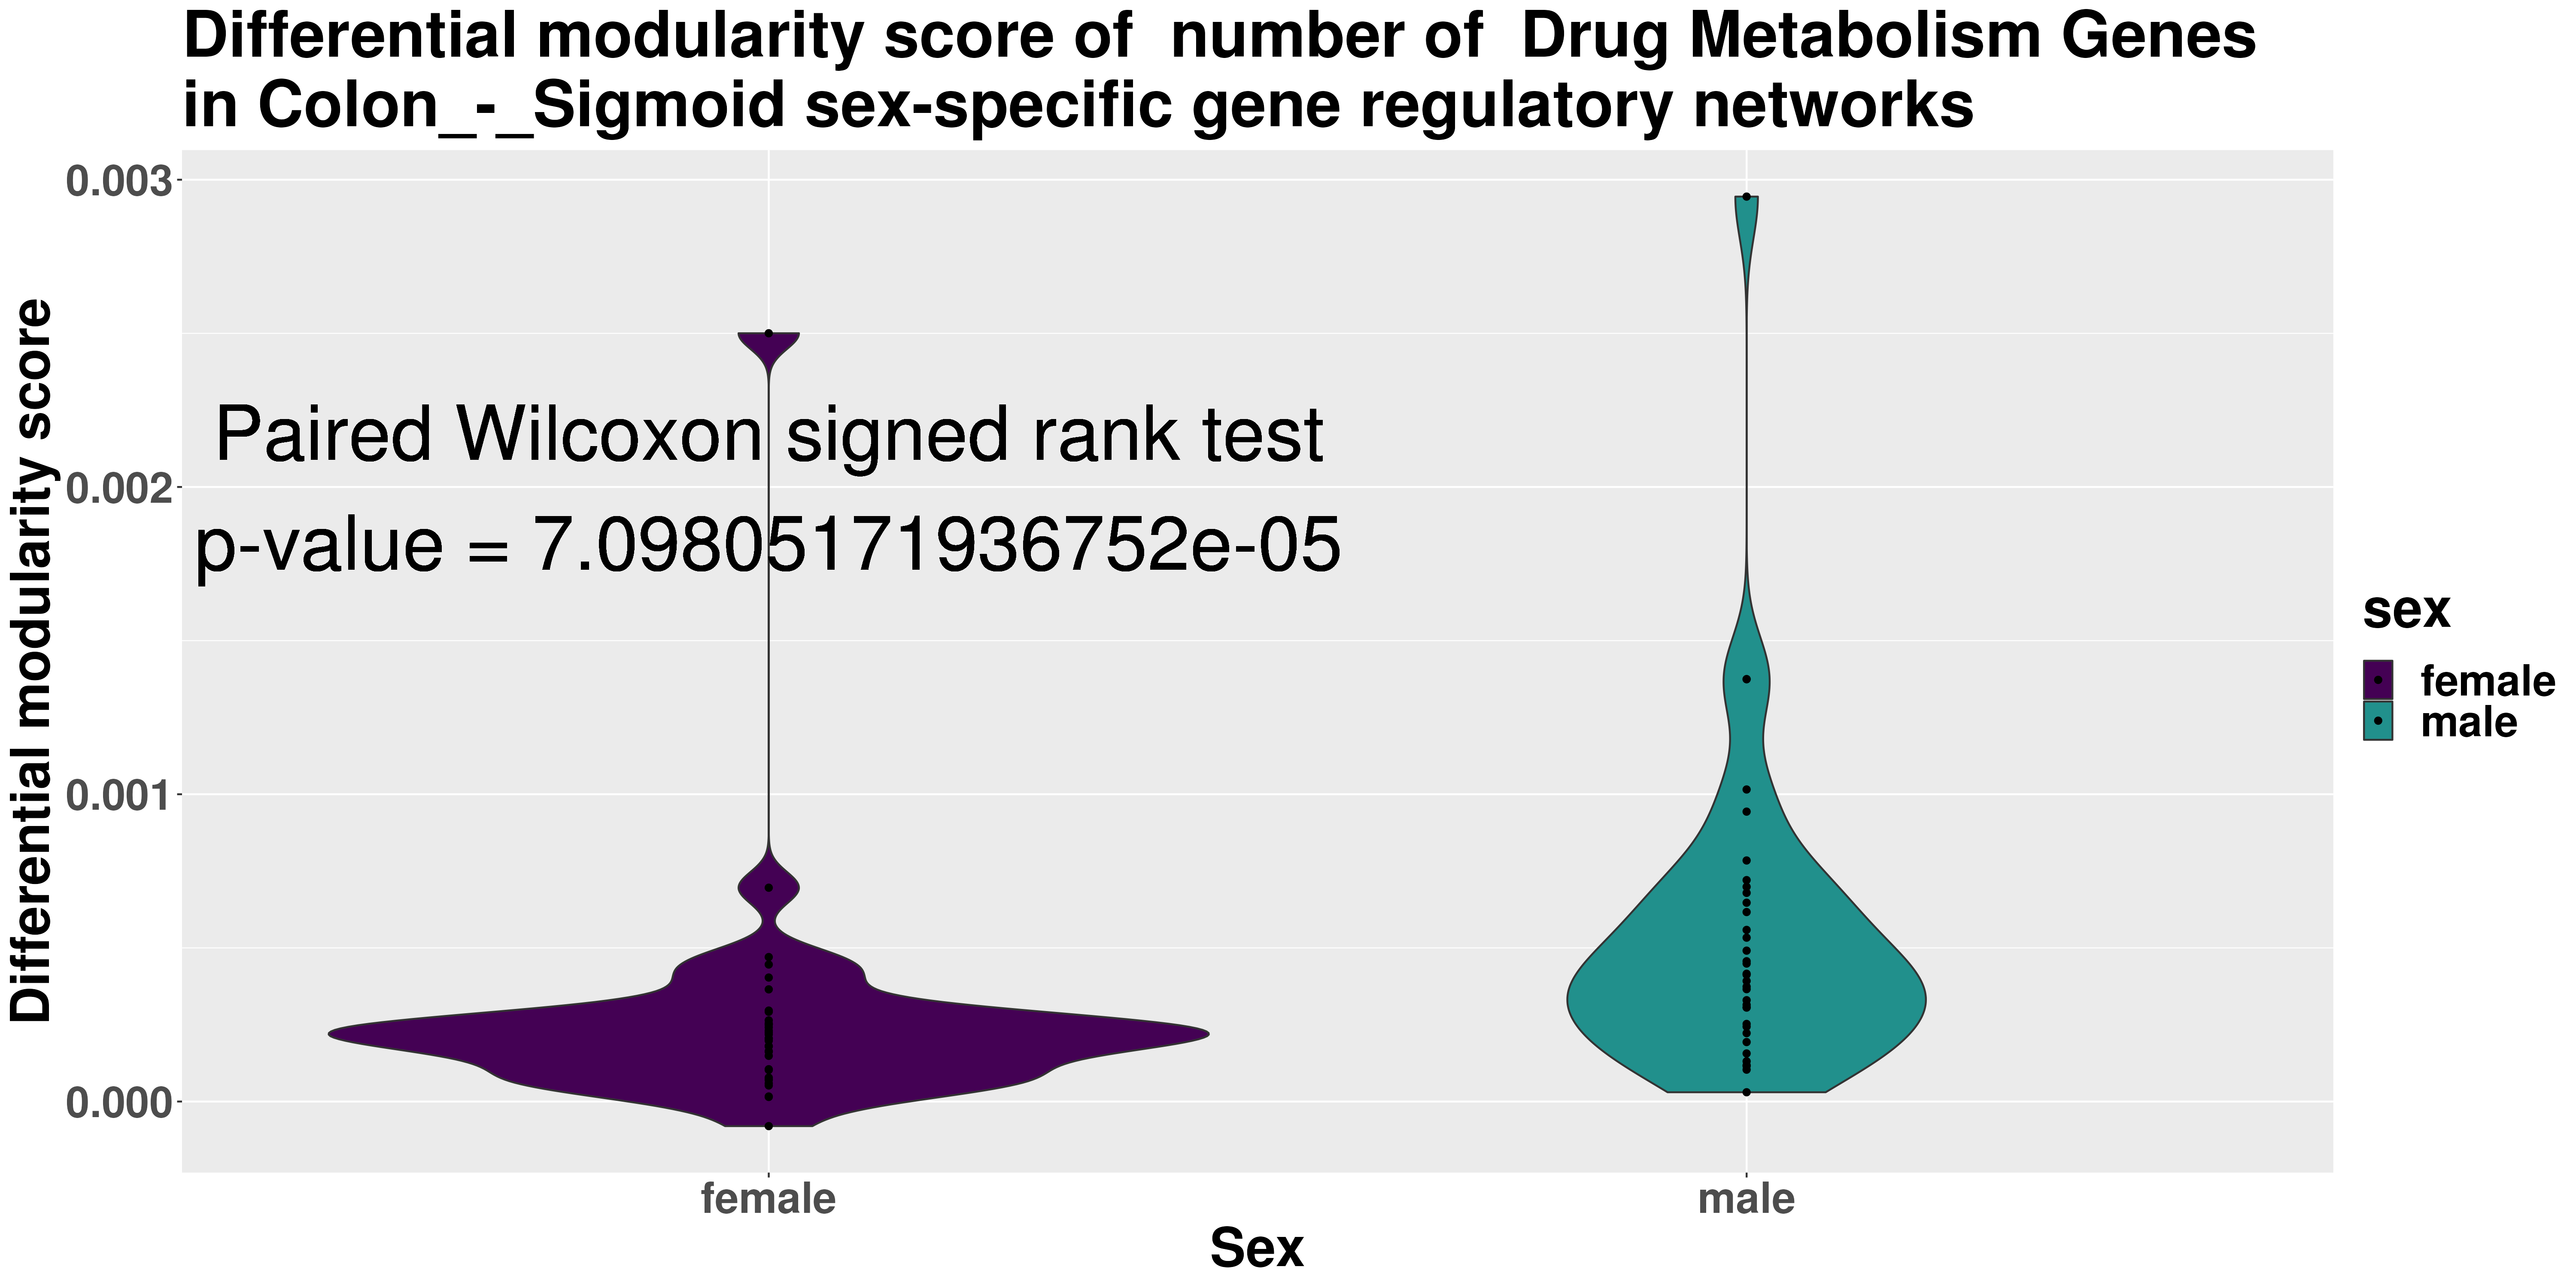 Differential modularity score of  number of  Drug Metabolism Genes
in Colon_-_Sigmoid sex-specific gene regulatory networks
Differential modularity score
0.003
0.002
0.001
0.000
Paired Wilcoxon signed rank test
p-value = 7.09805171936752e-05
female
male
Sex
sex
female
male